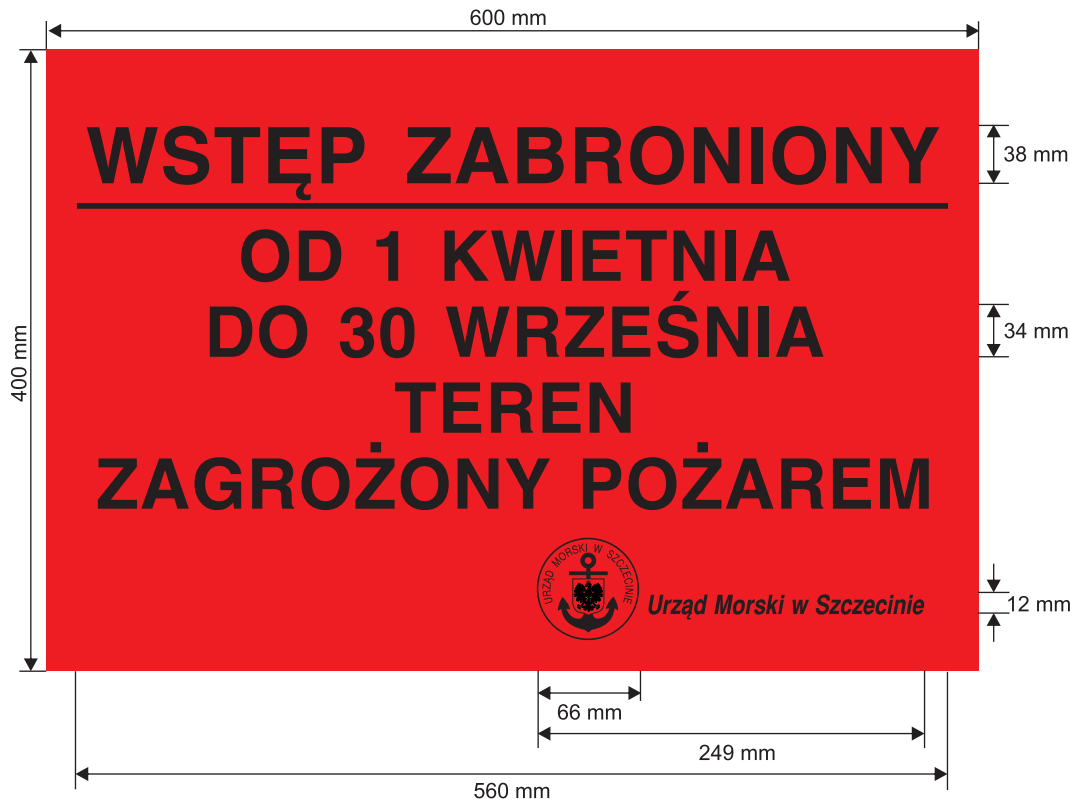 600 mm
WSTĘP ZABRONIONY
38 mm
OD 1 KWIETNIA
DO 30 WRZEŚNIA
34 mm
400 mm
TEREN
ZAGROŻONY POŻAREM
URZĄD MORSKI W SZCZECINIE
Urząd Morski w Szczecinie
12 mm
66 mm
249 mm
560 mm